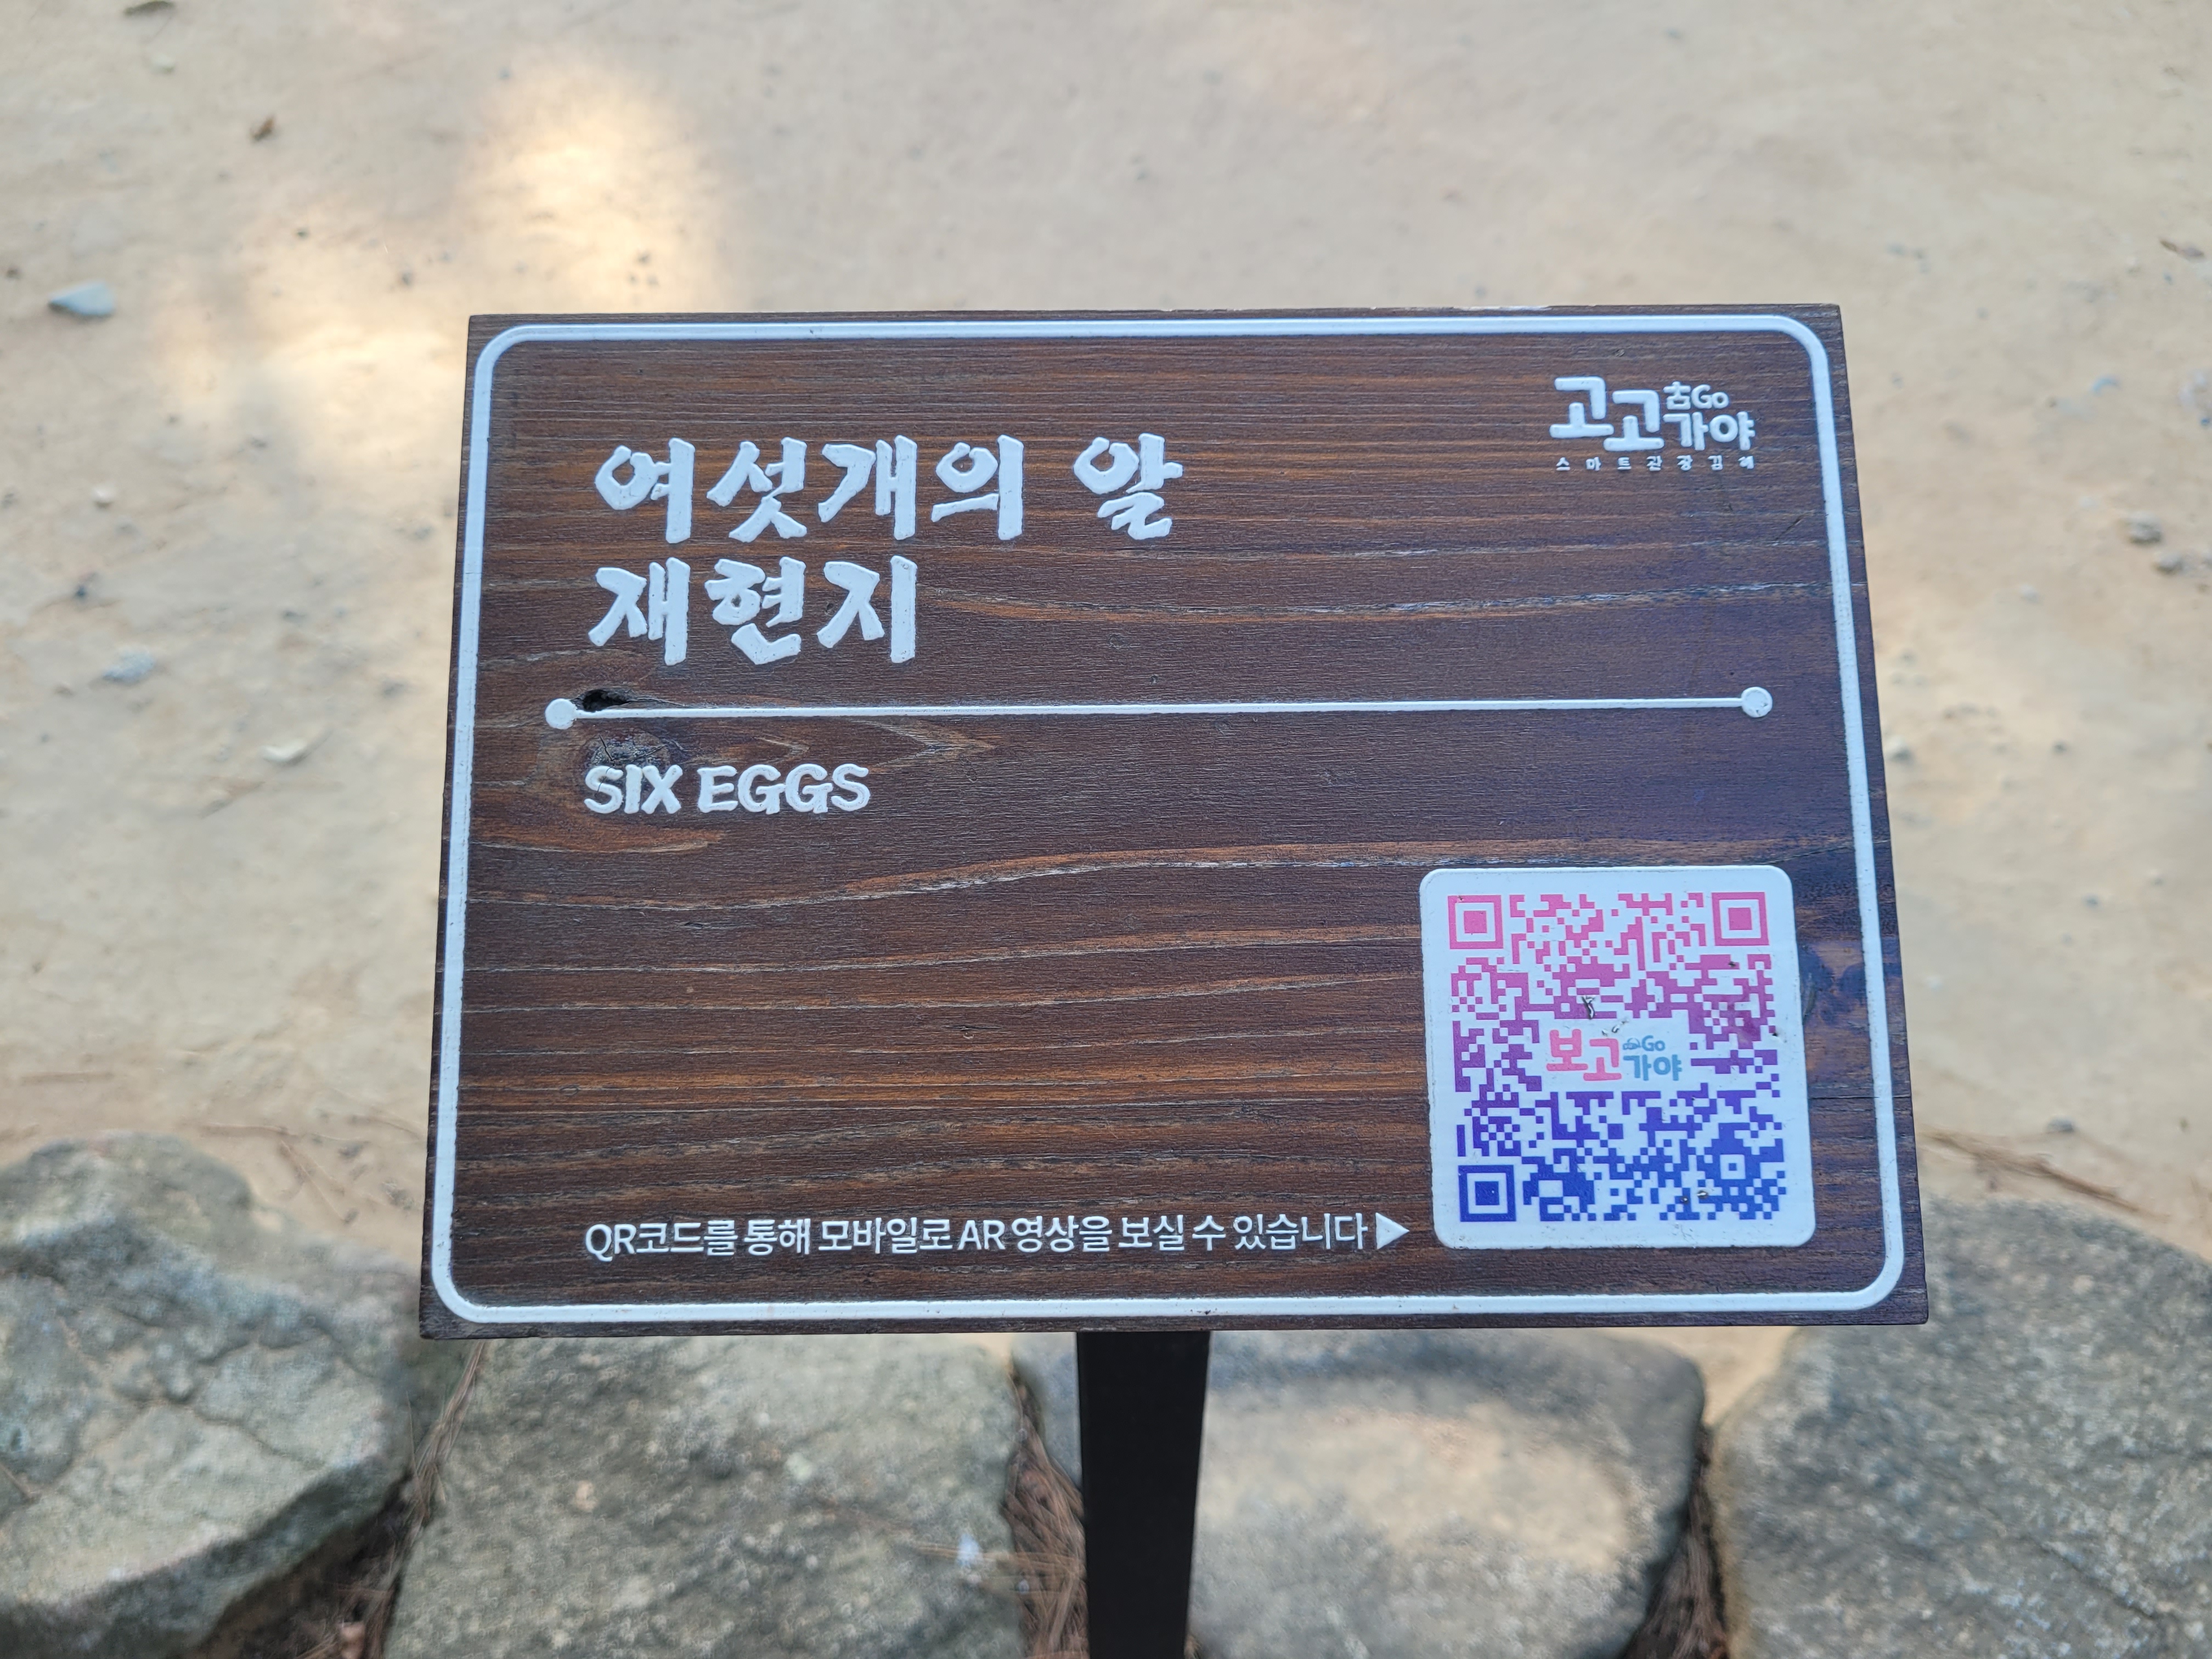 고고古Go가야
스마트관광김해
여섯개의 알
재현지
SIX EGGS
보고Go가야
QR코드를 통해 모바일로 AR 영상을 보실 수 있습니다▶